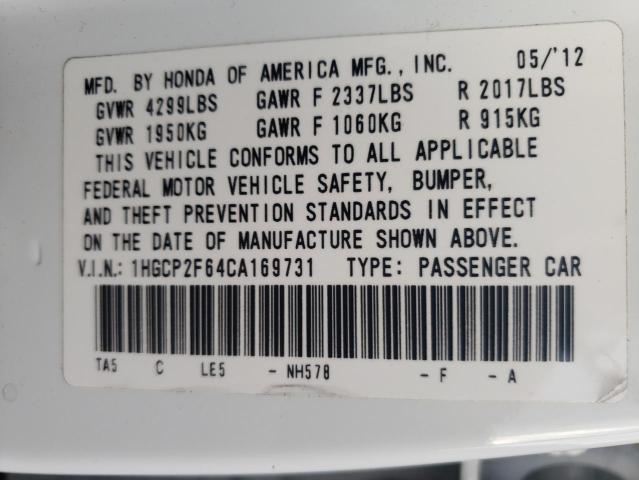 MFD. BY HONDA OF AMERICA MFG., INC. 05/'12
GVWR 4299LBS GAWR F 2337LBS R 2017LBS
GVWR 1950KG GAWR F 1060KG R 915KG
THIS VEHICLE CONFORMS TO ALL APPLICABLE
FEDERAL MOTOR VEHICLE SAFETY, BUMPER,
AND THEFT PREVENTION STANDARDS IN EFFECT
ON THE DATE OF MANUFACTURE SHOWN ABOVE.
V.I.N.: 1HGCP2F64CA169731 TYPE: PASSENGER CAR
TA5 C LE5 - NH578 - F - A